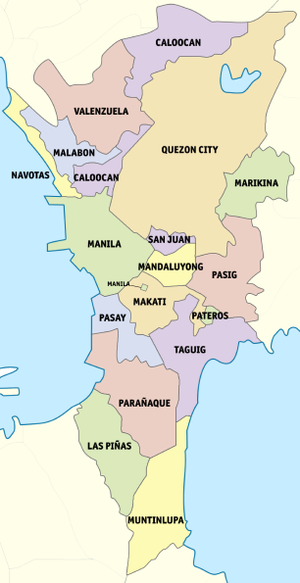 CALOOCAN
VALENZUELA
QUEZON CITY
MALABON
NAVOTAS
CALOOCAN
MARIKINA
SAN JUAN
MANILA
MANDALUYONG
PASIG
MANILA
MAKATI
PASAY
PATEROS
TAGUIG
PARAÑAQUE
LAS PIÑAS
MUNTINLUPA